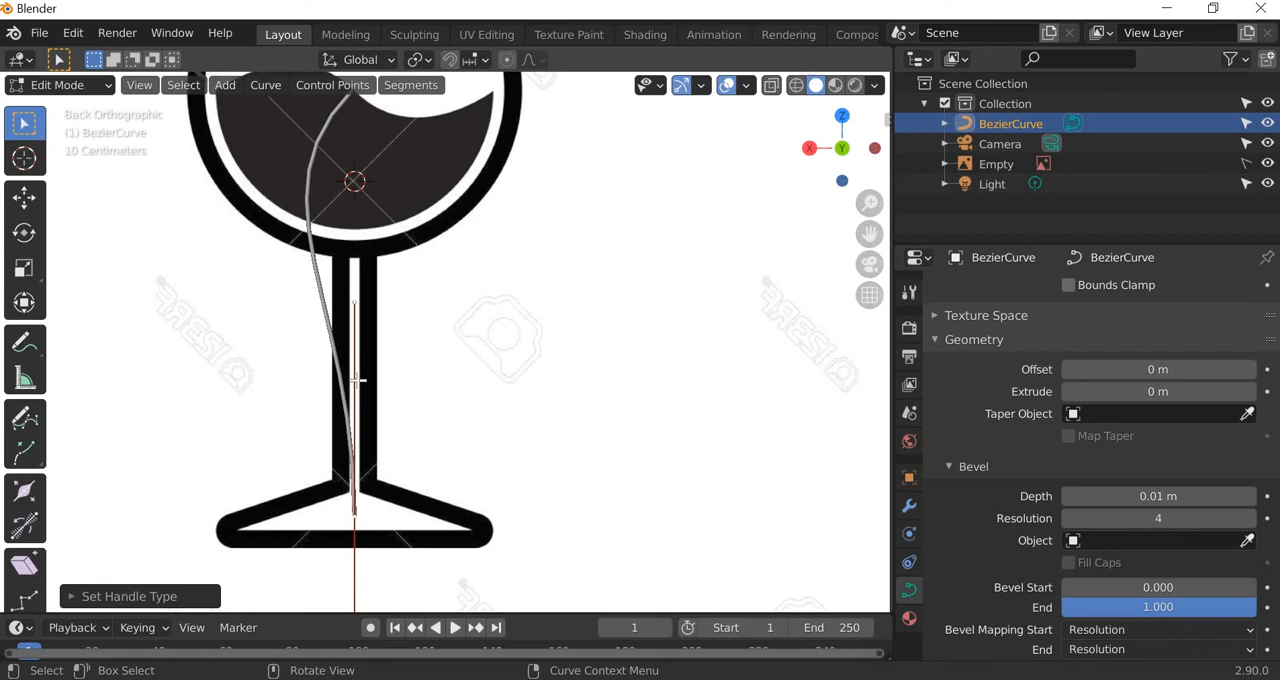 Blender
File Edit Render Window Help Layout Modeling Sculpting UV Editing Texture Paint Shading Animation Rendering Compos Scene View Layer
Global
Edit Mode View Select Add Curve Control Points Segments
Back Orthographic
(1) BezierCurve
10 Centimeters
Z
X Y
123RF
123RF
Set Handle Type
Scene Collection
Collection
BezierCurve
Camera
Empty
Light
BezierCurve BezierCurve
Bounds Clamp
Texture Space
Geometry
Offset 0 m
Extrude 0 m
Taper Object
Map Taper
Bevel
Depth 0.01 m
Resolution 4
Object
Fill Caps
Bevel Start 0.000
End 1.000
Bevel Mapping Start Resolution
End Resolution
Playback Keying View Marker 1 Start 1 End 250
Select Box Select Rotate View Curve Context Menu 2.90.0